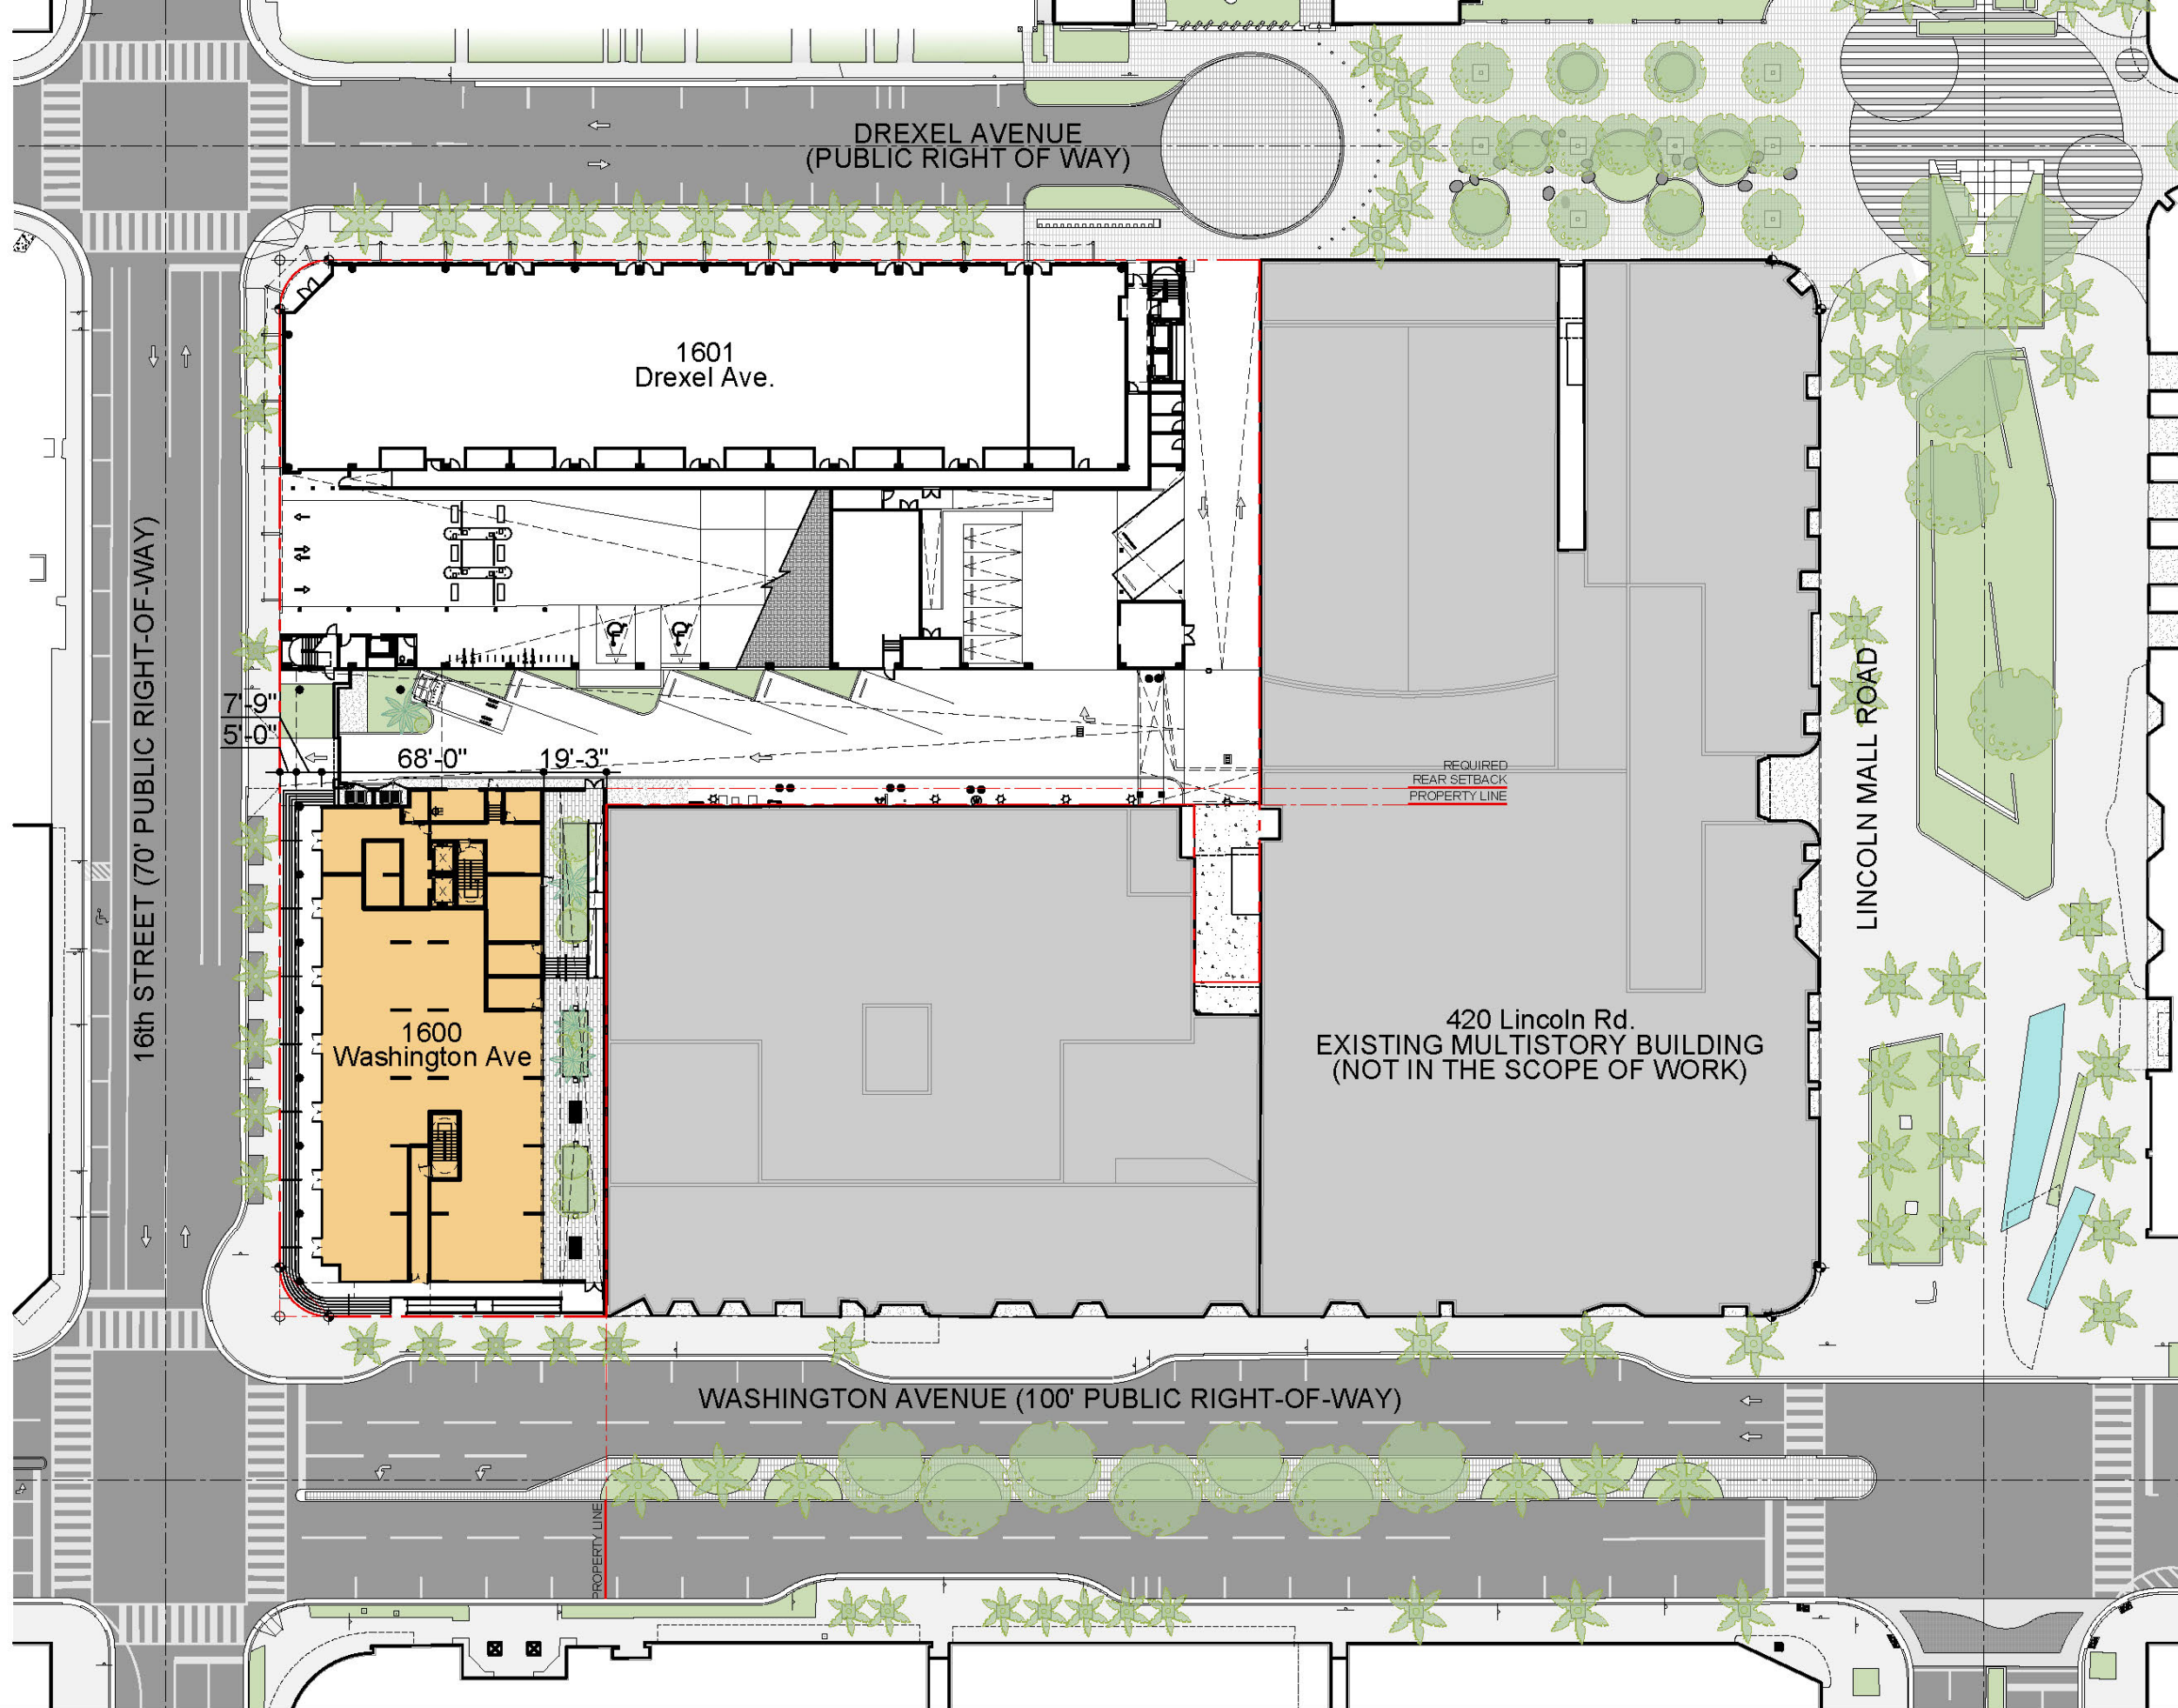 DREXEL AVENUE
(PUBLIC RIGHT OF WAY)
1601
Drexel Ave.
16th STREET (70' PUBLIC RIGHT-OF-WAY)
7'-9"
5'-0"
68'-0"
19'-3"
REQUIRED
REAR SETBACK
PROPERTY LINE
LINCOLN MALL ROAD
1600
Washington Ave
420 Lincoln Rd.
EXISTING MULTISTORY BUILDING
(NOT IN THE SCOPE OF WORK)
WASHINGTON AVENUE (100' PUBLIC RIGHT-OF-WAY)
PROPERTY LINE